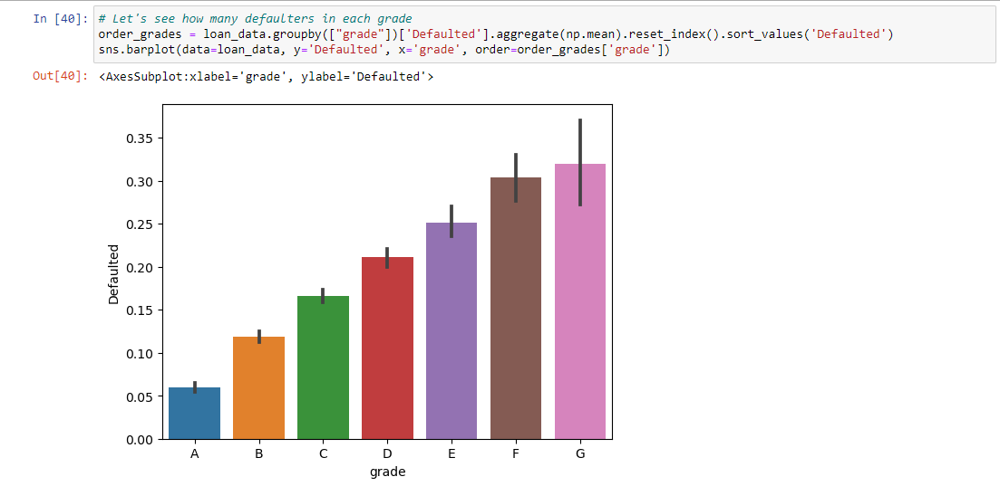 In [40]: # Let's see how many defaulters in each grade
order_grades = loan_data.groupby(["grade"])['Defaulted'].aggregate(np.mean).reset_index().sort_values('Defaulted')
sns.barplot(data=loan_data, y='Defaulted', x='grade', order=order_grades['grade'])
Out[40]: <AxesSubplot:xlabel='grade', ylabel='Defaulted'>
0.35
0.30
0.25
0.20
0.15
0.10
0.05
0.00
Defaulted
A B C D E F G
grade